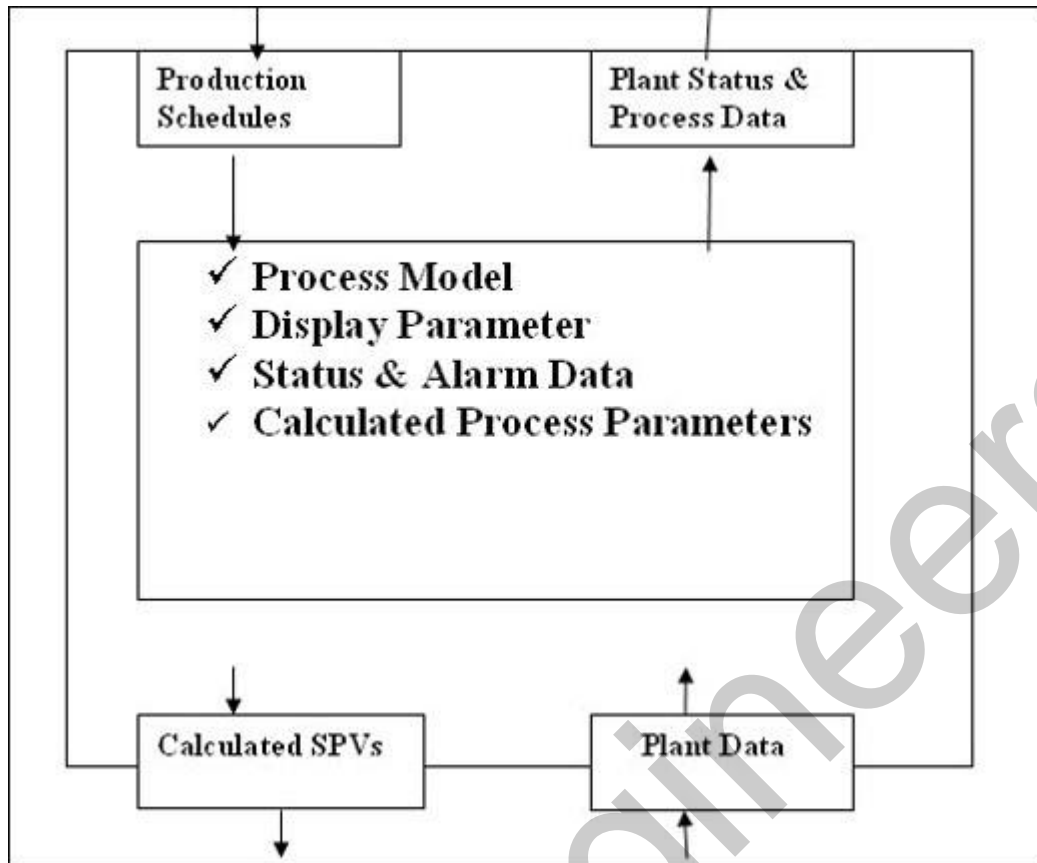 Production
Schedules
Plant Status &
Process Data
✓ Process Model
✓ Display Parameter
✓ Status & Alarm Data
✓ Calculated Process Parameters
Calculated SPVs
Plant Data
gineers